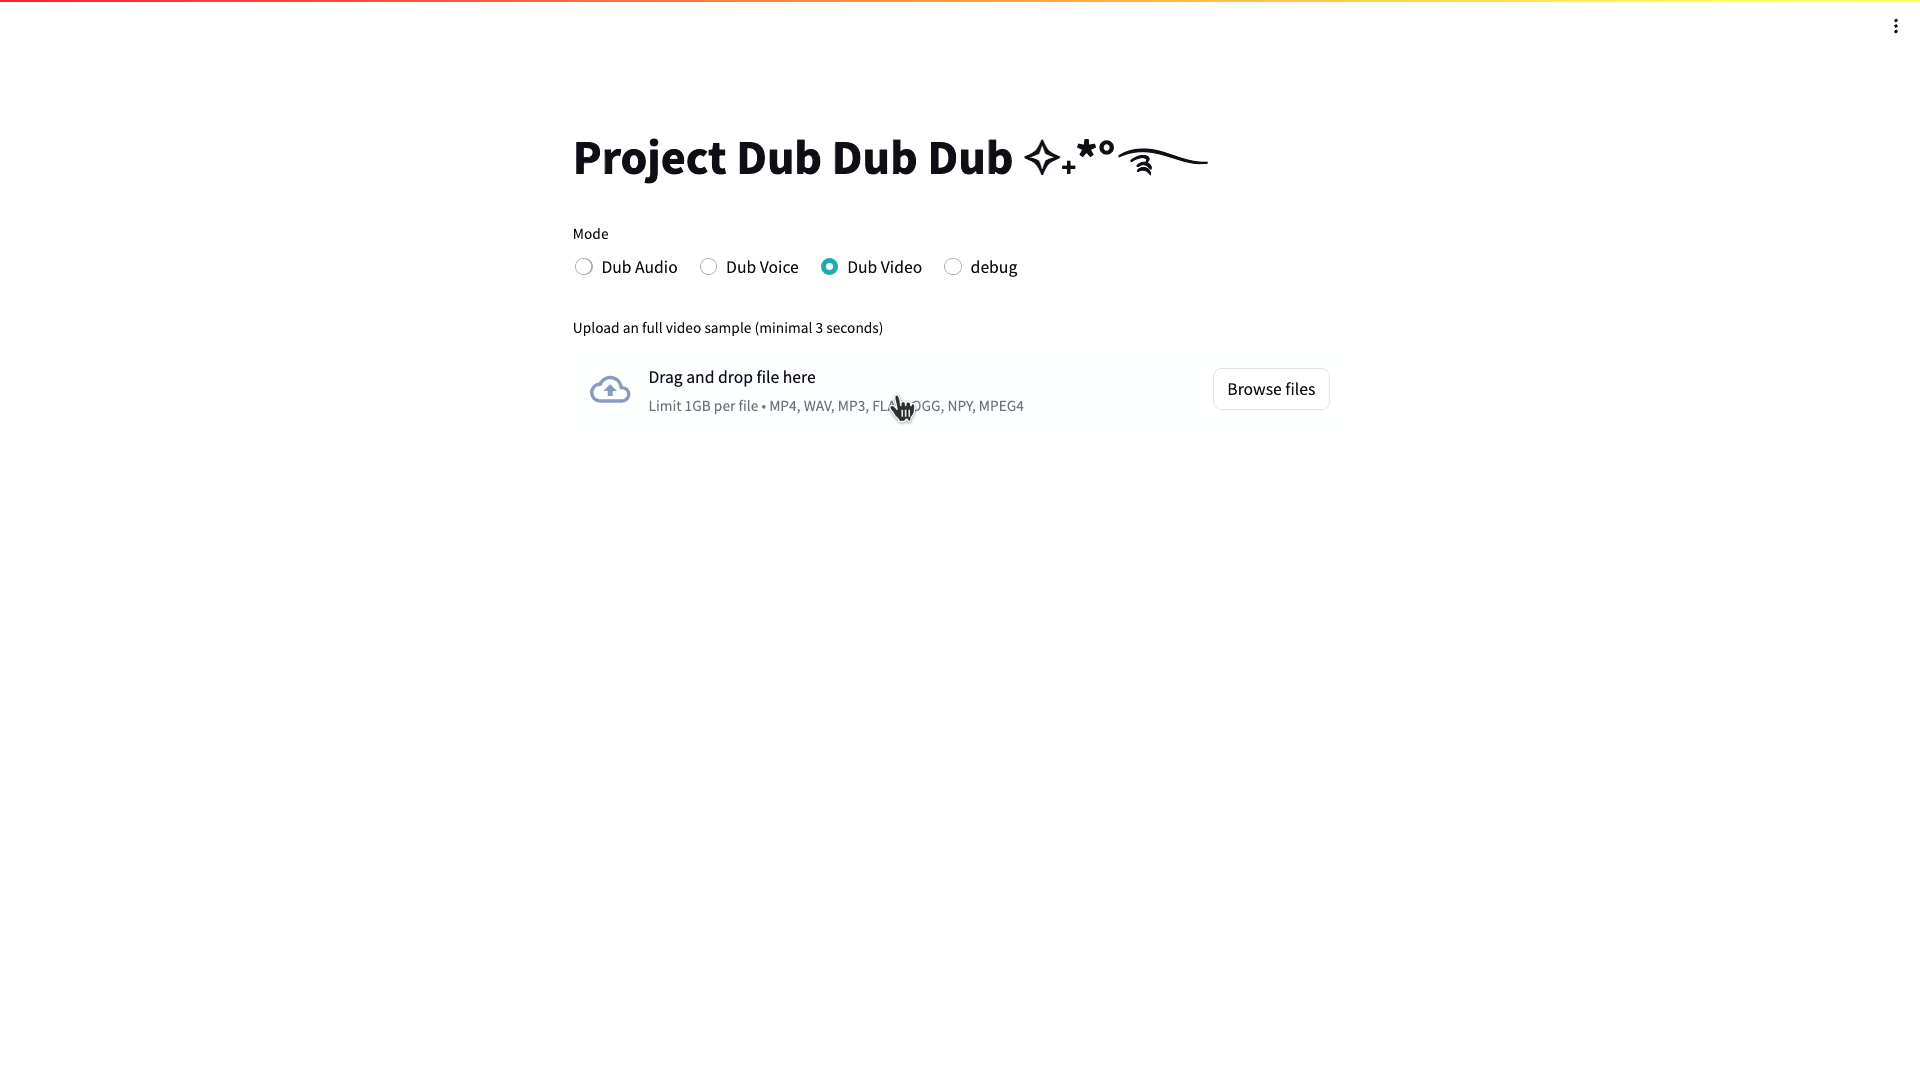 Project Dub Dub Dub ✧˖*°࿐
Mode
Dub Audio
Dub Voice
Dub Video
debug
Upload an full video sample (minimal 3 seconds)
Drag and drop file here
Limit 1GB per file • MP4, WAV, MP3, OGG, NPY, MPEG4
Browse files